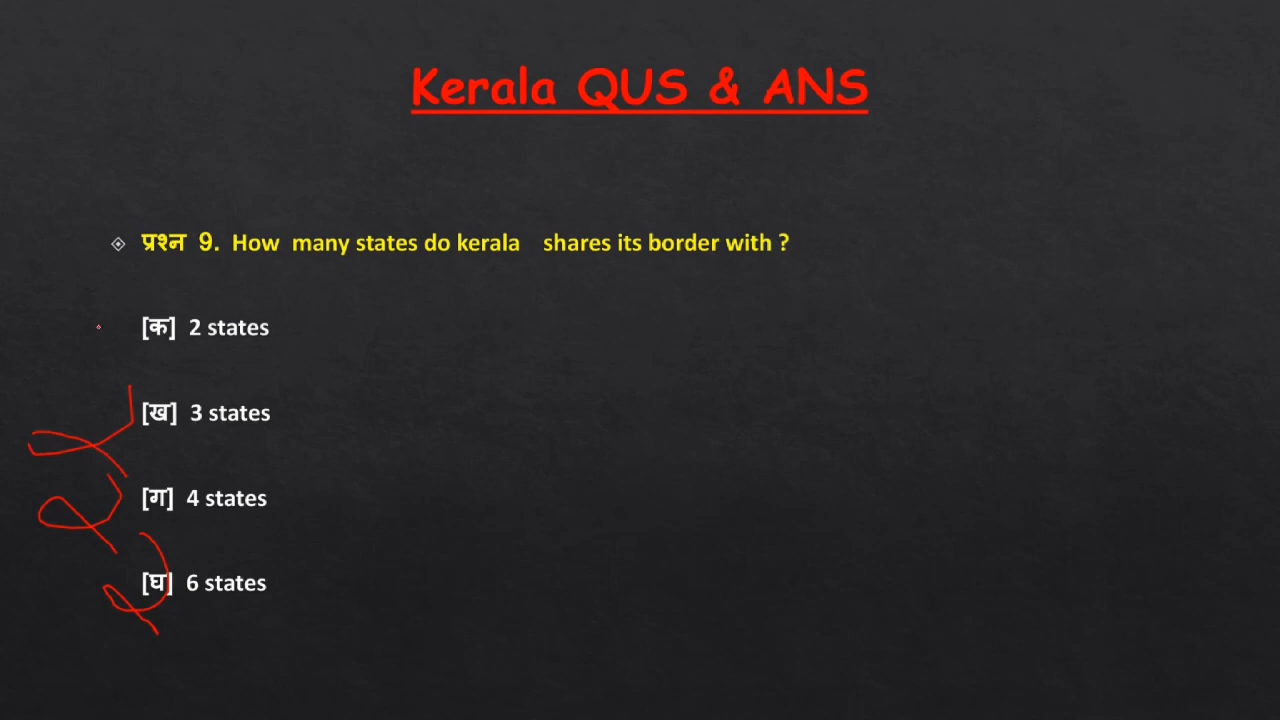 Kerala QUS & ANS
प्रश्न 9. How many states do kerala shares its border with ?
[क] 2 states
[ख] 3 states
[ग] 4 states
[घ] 6 states